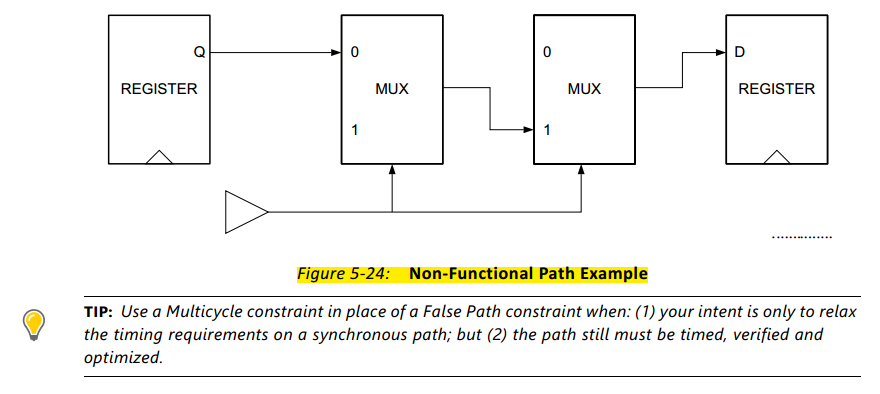 Q 0 0 D
REGISTER MUX MUX REGISTER
1 1
Figure 5-24: Non-Functional Path Example
TIP: Use a Multicycle constraint in place of a False Path constraint when: (1) your intent is only to relax
the timing requirements on a synchronous path; but (2) the path still must be timed, verified and
optimized.